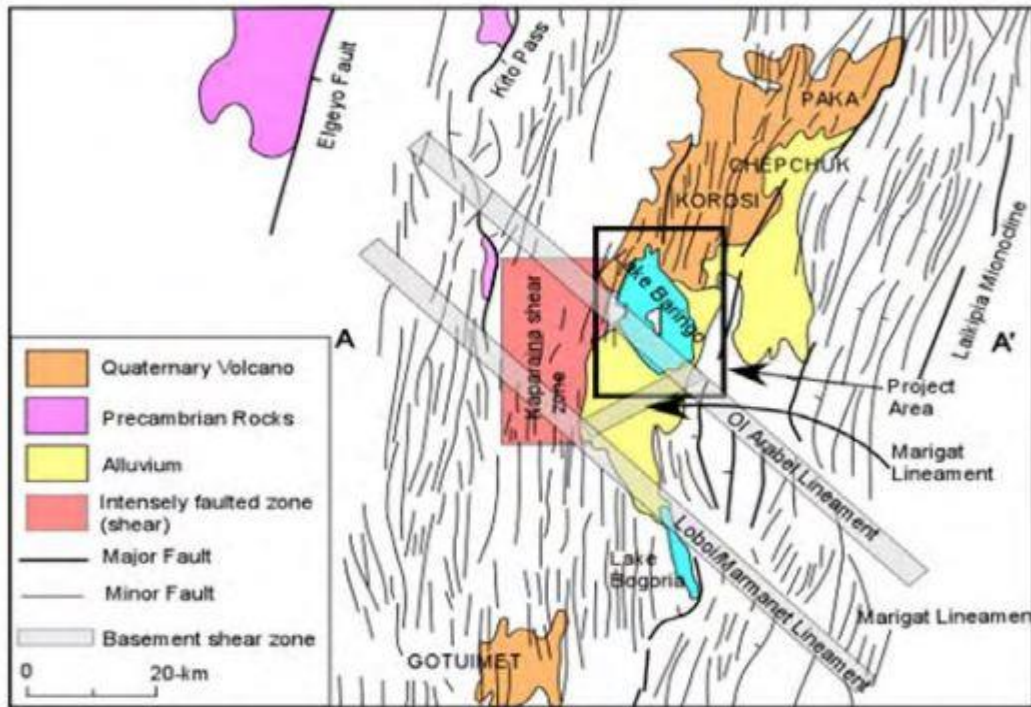 Elgeyo Fault
Kito Pass
PAKA
CHEPCHUK
KOROSI
Lake Baringo
Laikipia Mionocline
Kaparaina shear
zone
A
A'
Quaternary Volcano
Precambrian Rocks
Alluvium
Intensely faulted zone
(shear)
Major Fault
Minor Fault
Basement shear zone
0 20-km
Project
Area
Marigat
Lineament
Ol Arabel Lineament
Loboi/Marmanet Lineament
Lake
Bogoria
Marigat Lineamen
GOTUIMET